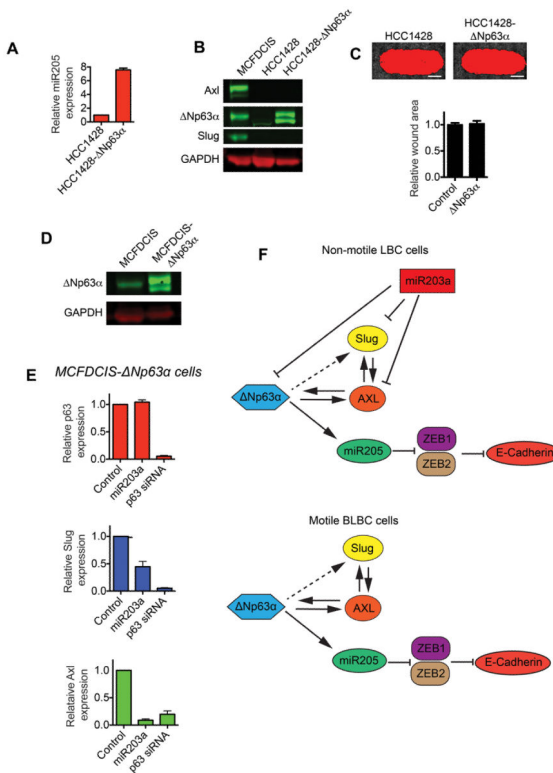 A
Relative miR205
expression
8
6
4
2
0
HCC1428
HCC1428-ΔNp63α
B
MCFDCIS
HCC1428
HCC1428-ΔNp63α
Axl
ΔNp63α
Slug
GAPDH
C
HCC1428
HCC1428-
ΔNp63α
Relative wound area
1.0
0.5
0.0
Control
ΔNp63α
D
MCFDCIS
MCFDCIS-
ΔNp63α
ΔNp63α
GAPDH
E
MCFDCIS-ΔNp63α cells
Relative p63
expression
1.0
0.5
0.0
Control
miR203a
p63 siRNA
Relative Slug
expression
1.0
0.5
0.0
Control
miR203a
p63 siRNA
Relataive Axl
expression
1.0
0.5
0.0
Control
miR203a
p63 siRNA
F
Non-motile LBC cells
miR203a
Slug
ΔNp63α
AXL
miR205
ZEB1
ZEB2
E-Cadherin
Motile BLBC cells
Slug
ΔNp63α
AXL
miR205
ZEB1
ZEB2
E-Cadherin